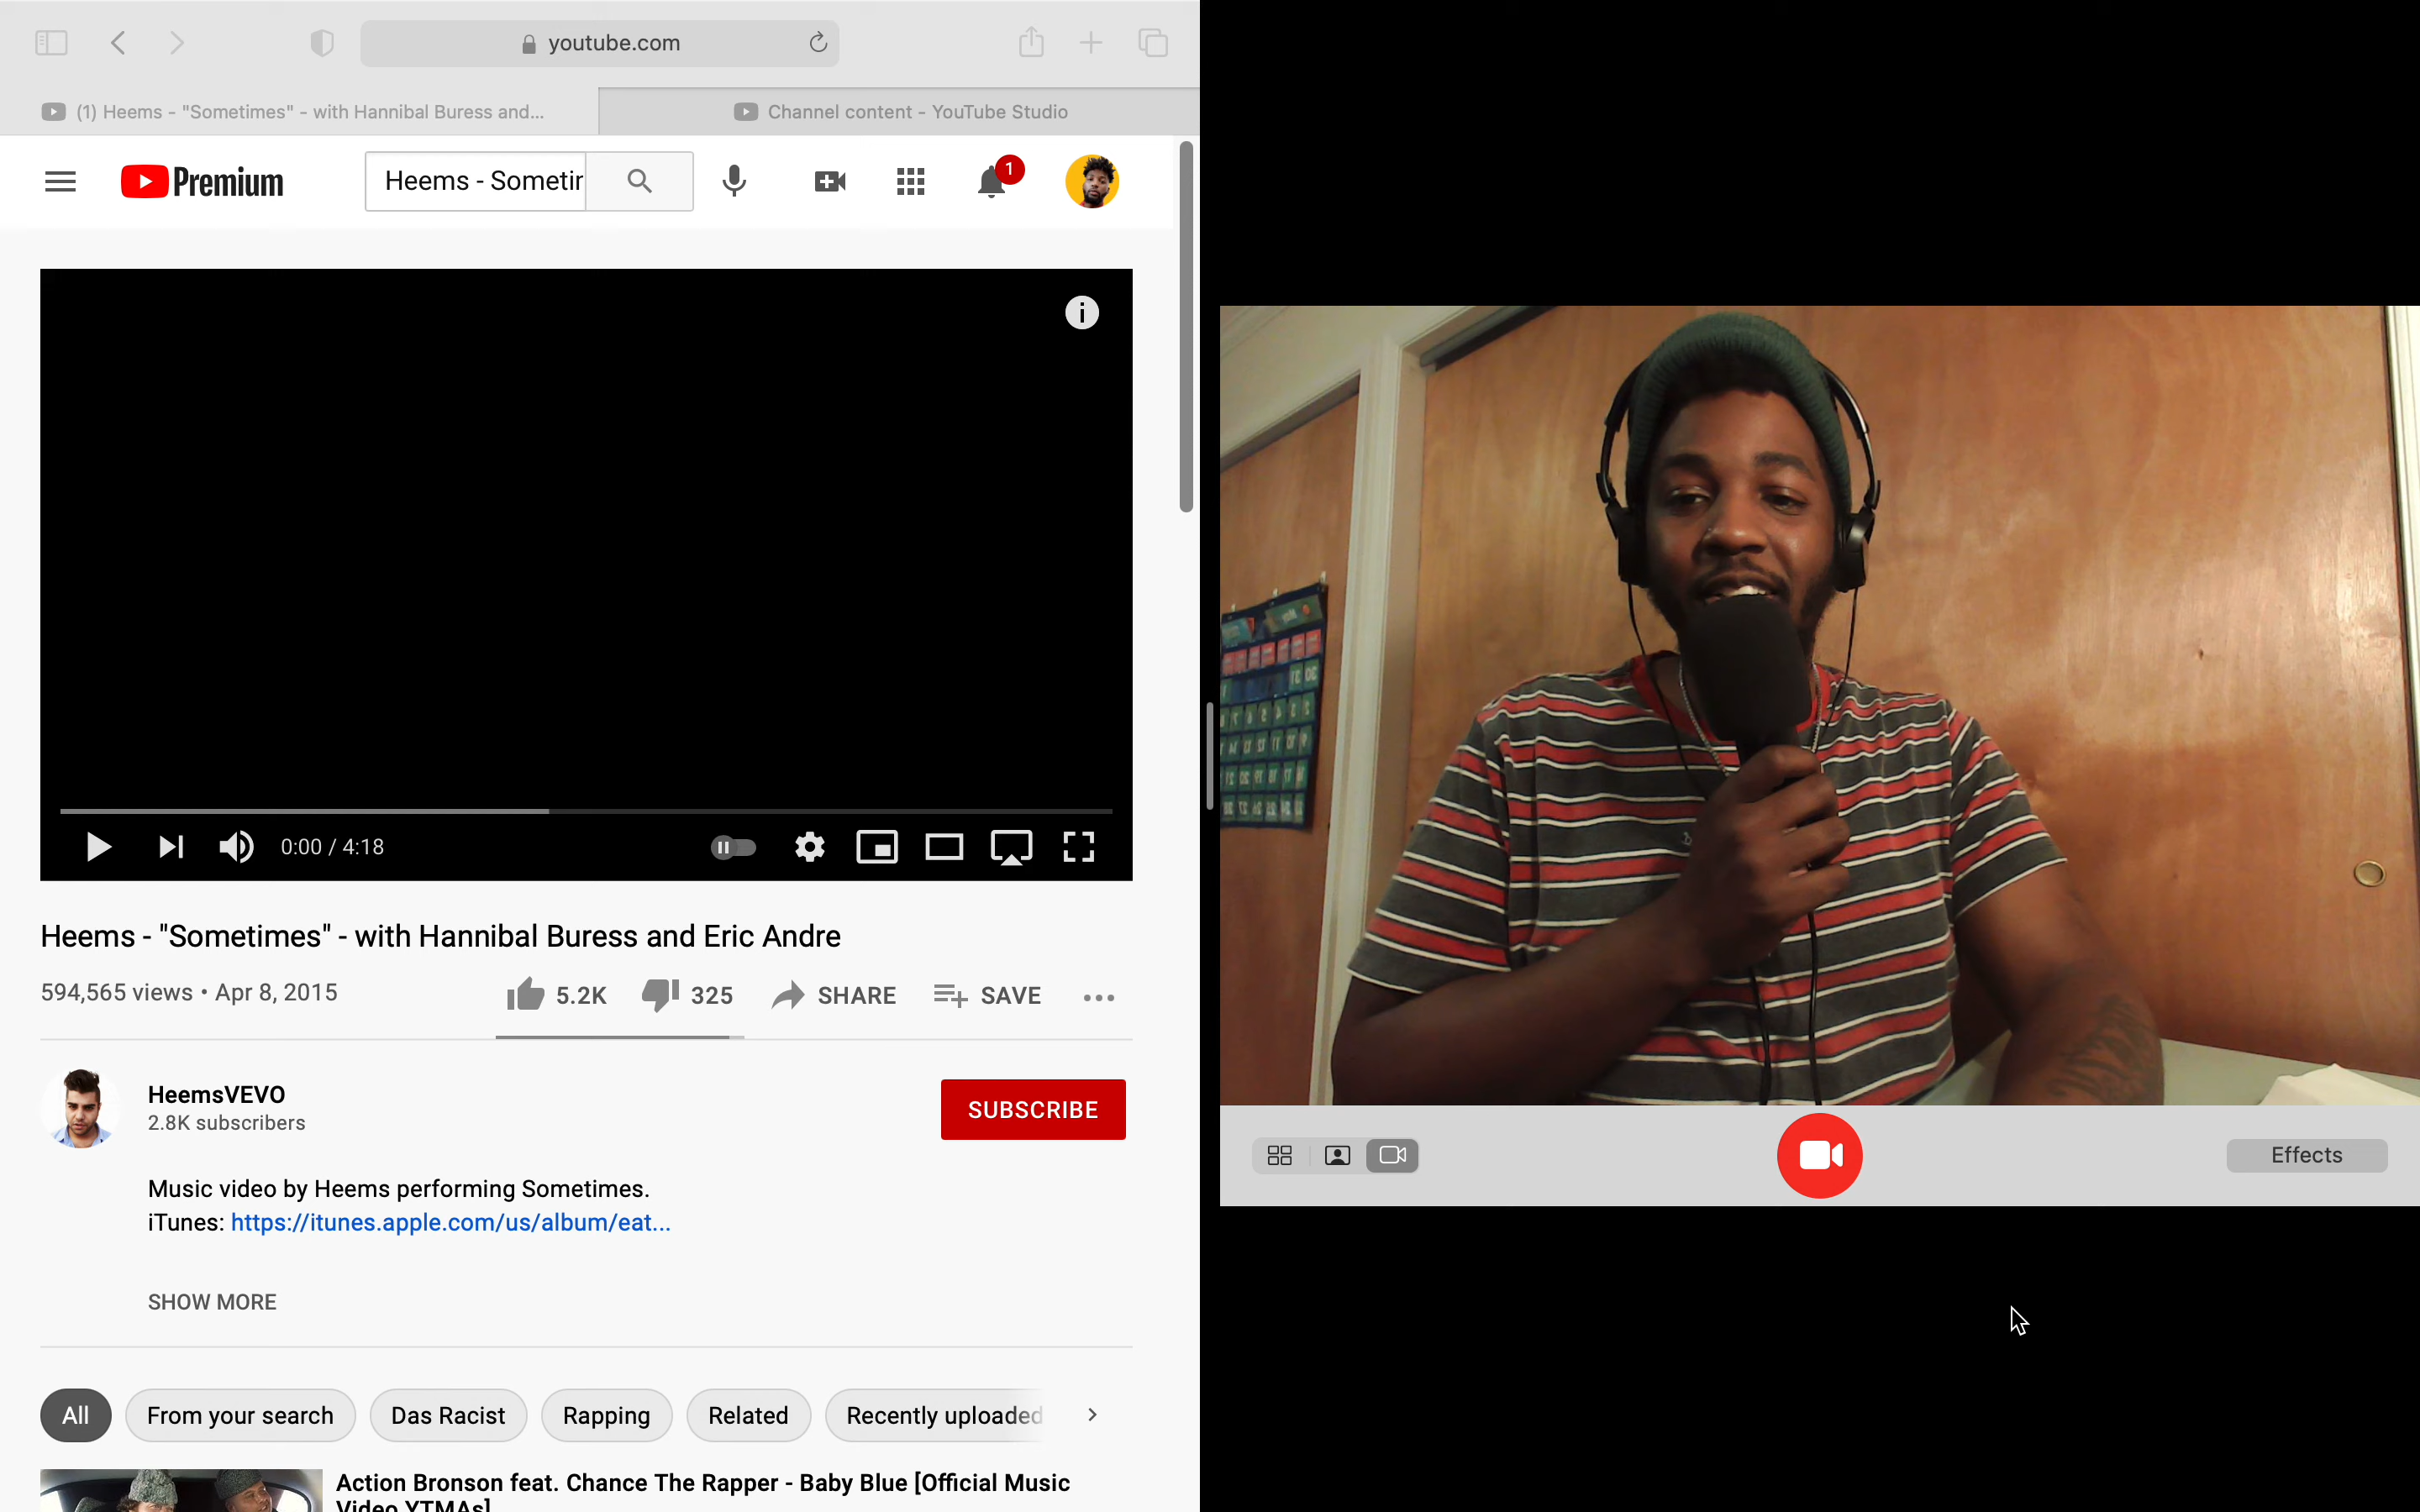 youtube.com
(1) Heems - "Sometimes" - with Hannibal Buress and...
Channel content - YouTube Studio
Premium
Heems - Sometir
1
i
0:00 / 4:18
Heems - "Sometimes" - with Hannibal Buress and Eric Andre
594,565 views • Apr 8, 2015
5.2K
325
SHARE
SAVE
HeemsVEVO
2.8K subscribers
SUBSCRIBE
Music video by Heems performing Sometimes.
iTunes: https://itunes.apple.com/us/album/eat...
SHOW MORE
All
From your search
Das Racist
Rapping
Related
Recently uploaded
Action Bronson feat. Chance The Rapper - Baby Blue [Official Music
Video YTMAs]
Effects